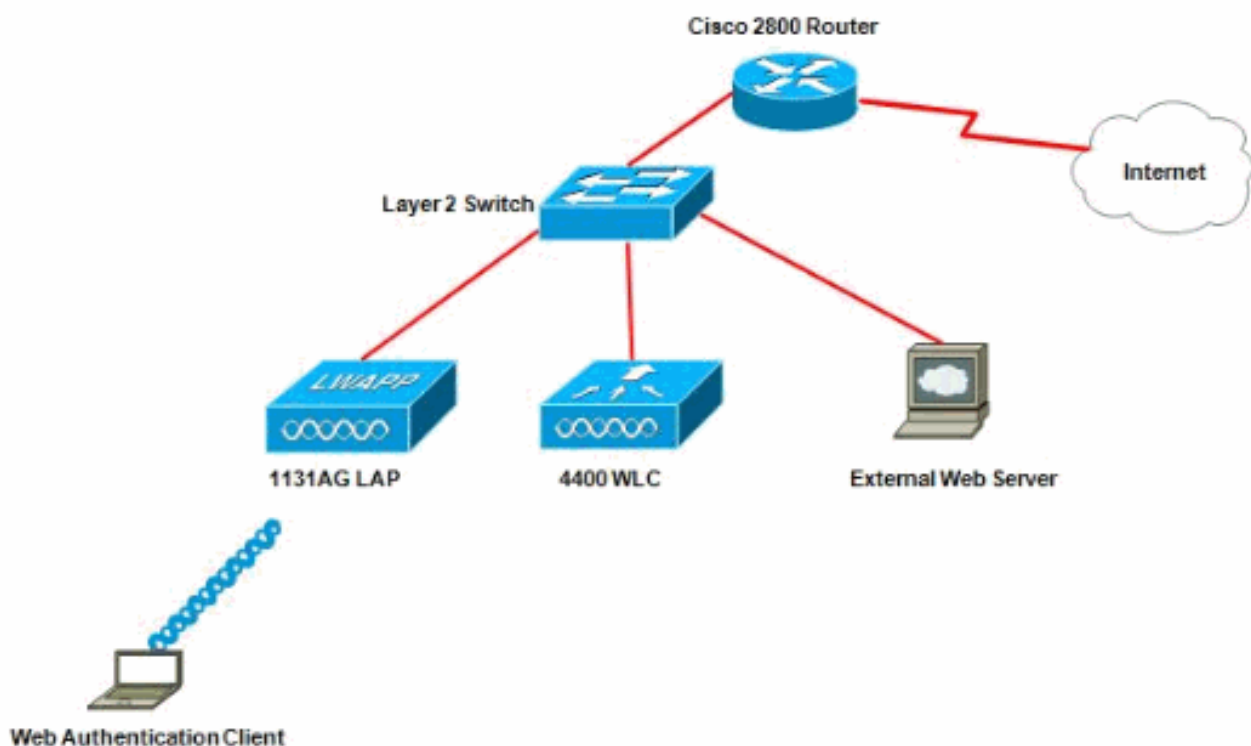 Cisco 2800 Router
Internet
Layer 2 Switch
LWAPP
1131AG LAP
4400 WLC
External Web Server
Web Authentication Client